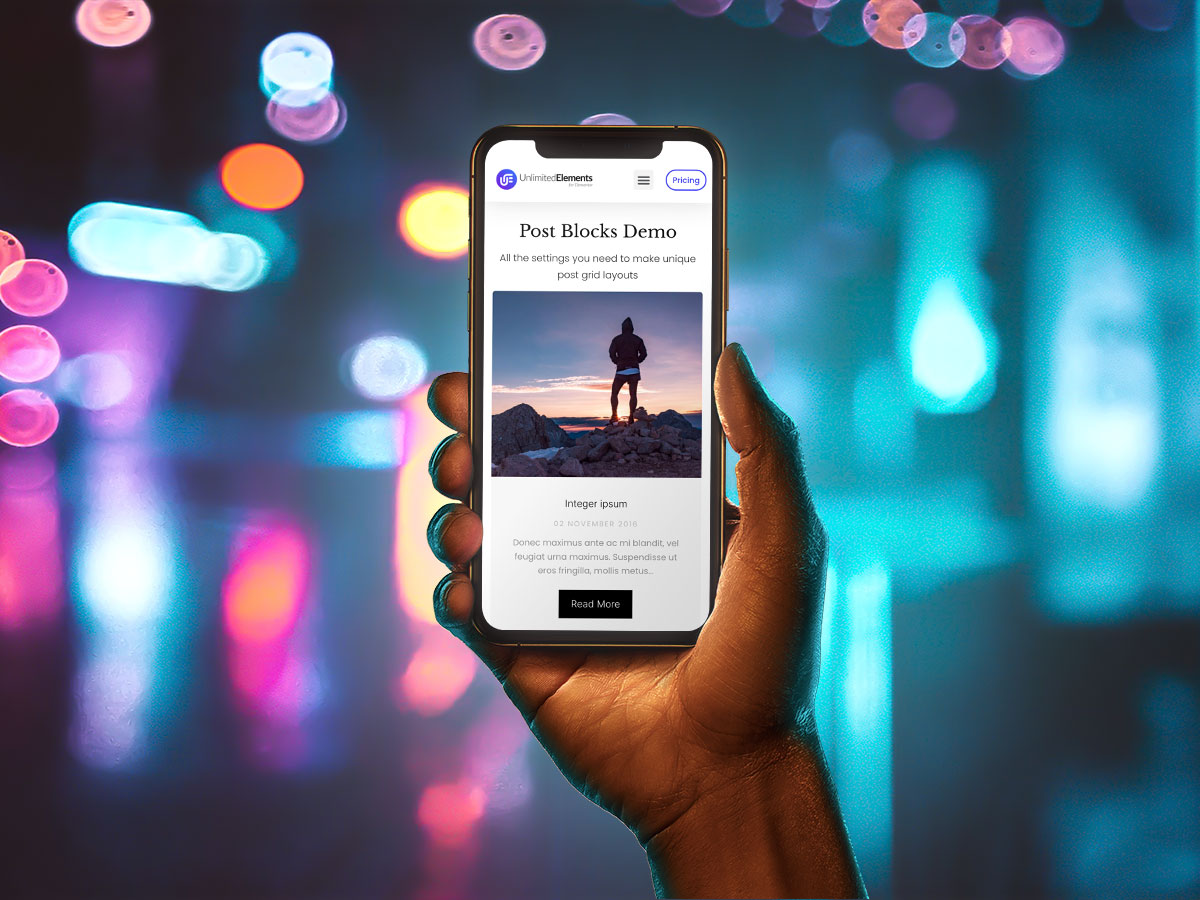 UnlimitedElements
for Elementor
Pricing
Post Blocks Demo
All the settings you need to make unique
post grid layouts
Integer ipsum
02 NOVEMBER 2016
Donec maximus ante ac mi blandit, vel
feugiat urna maximus. Suspendisse ut
eros fringilla, mollis metus...
Read More